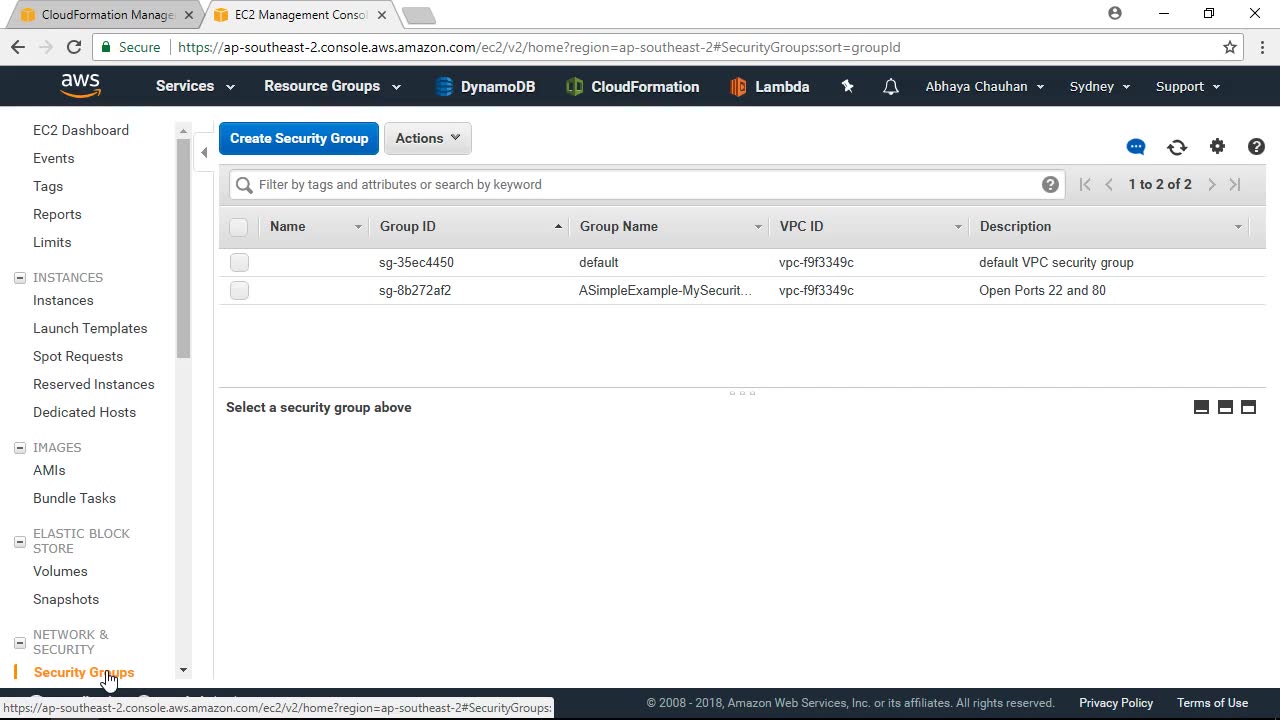 CloudFormation Manage
EC2 Management Consol
Secure
https://ap-southeast-2.console.aws.amazon.com/ec2/v2/home?region=ap-southeast-2#SecurityGroups:sort=groupId
aws
Services
Resource Groups
DynamoDB
CloudFormation
Lambda
Abhaya Chauhan
Sydney
Support
EC2 Dashboard
Events
Tags
Reports
Limits
INSTANCES
Instances
Launch Templates
Spot Requests
Reserved Instances
Dedicated Hosts
IMAGES
AMIs
Bundle Tasks
ELASTIC BLOCK
STORE
Volumes
Snapshots
NETWORK &
SECURITY
Security Groups
Create Security Group
Actions
Filter by tags and attributes or search by keyword
1 to 2 of 2
Name Group ID Group Name VPC ID Description
sg-35ec4450 default vpc-f9f3349c default VPC security group
sg-8b272af2 ASimpleExample-MySecurit... vpc-f9f3349c Open Ports 22 and 80
Select a security group above
https://ap-southeast-2.console.aws.amazon.com/ec2/v2/home?region=ap-southeast-2#SecurityGroups:
© 2008 - 2018, Amazon Web Services, Inc. or its affiliates. All rights reserved.
Privacy Policy
Terms of Use